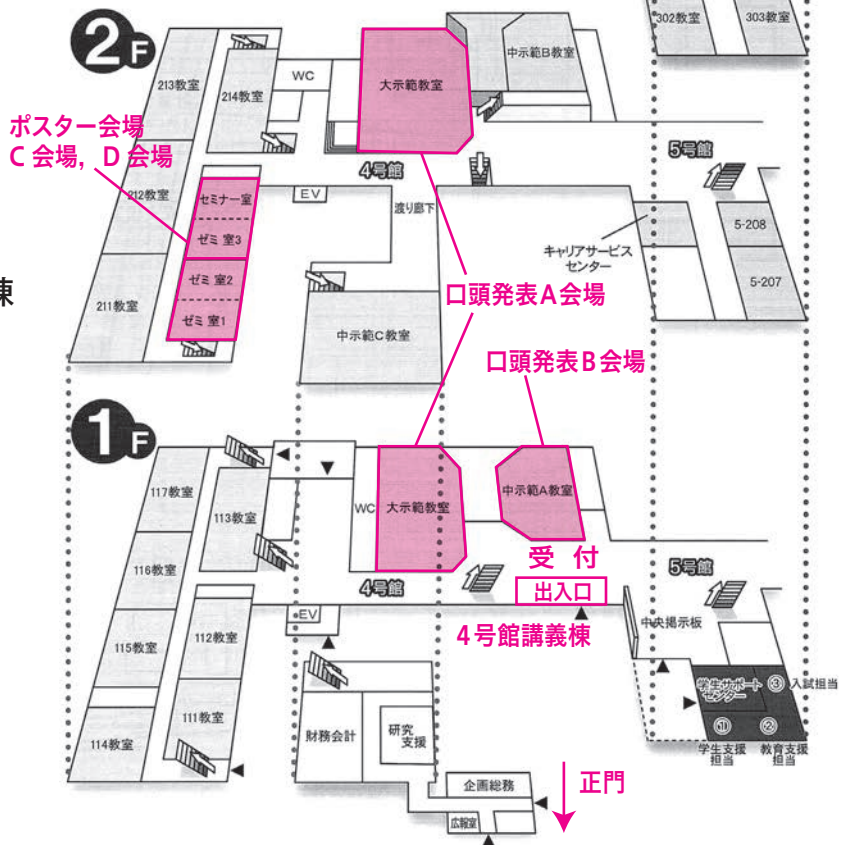 302教室
303教室
2F
213教室
214教室
WC
大示範教室
中示範B教室
ポスター会場
C 会場, D 会場
4号館
5号館
212教室
セミナー室
ゼミ 室3
EV
渡り廊下
5-208
キャリアサービス
センター
ゼミ 室2
5-207
棟
211教室
ゼミ 室1
口頭発表A会場
中示範C教室
口頭発表B会場
1F
117教室
113教室
WC
大示範教室
中示範A教室
受 付
116教室
4号館
出入口
5号館
EV
中央掲示板
4号館講義棟
115教室
112教室
学生サポート
センター
③
入試担当
114教室
111教室
財務会計
研究
支援
①
②
学生支援
担当
教育支援
担当
企画総務
正門
広報室